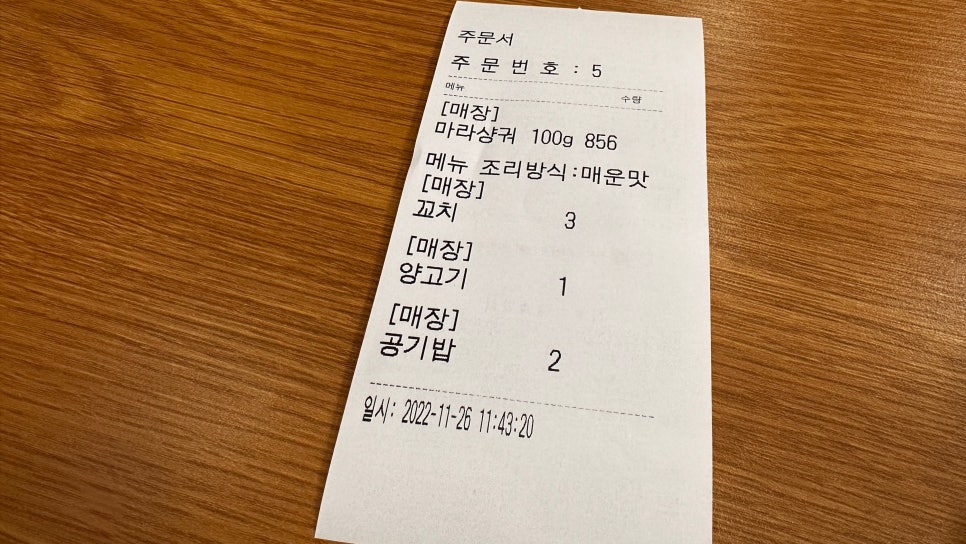 주문서
주 문 번 호 : 5
메뉴 수량
[매장]
마라샹궈 100g 856
메뉴 조리방식:매운맛
[매장]
꼬치 3
[매장]
양고기 1
[매장]
공기밥 2
일시: 2022-11-26 11:43:20